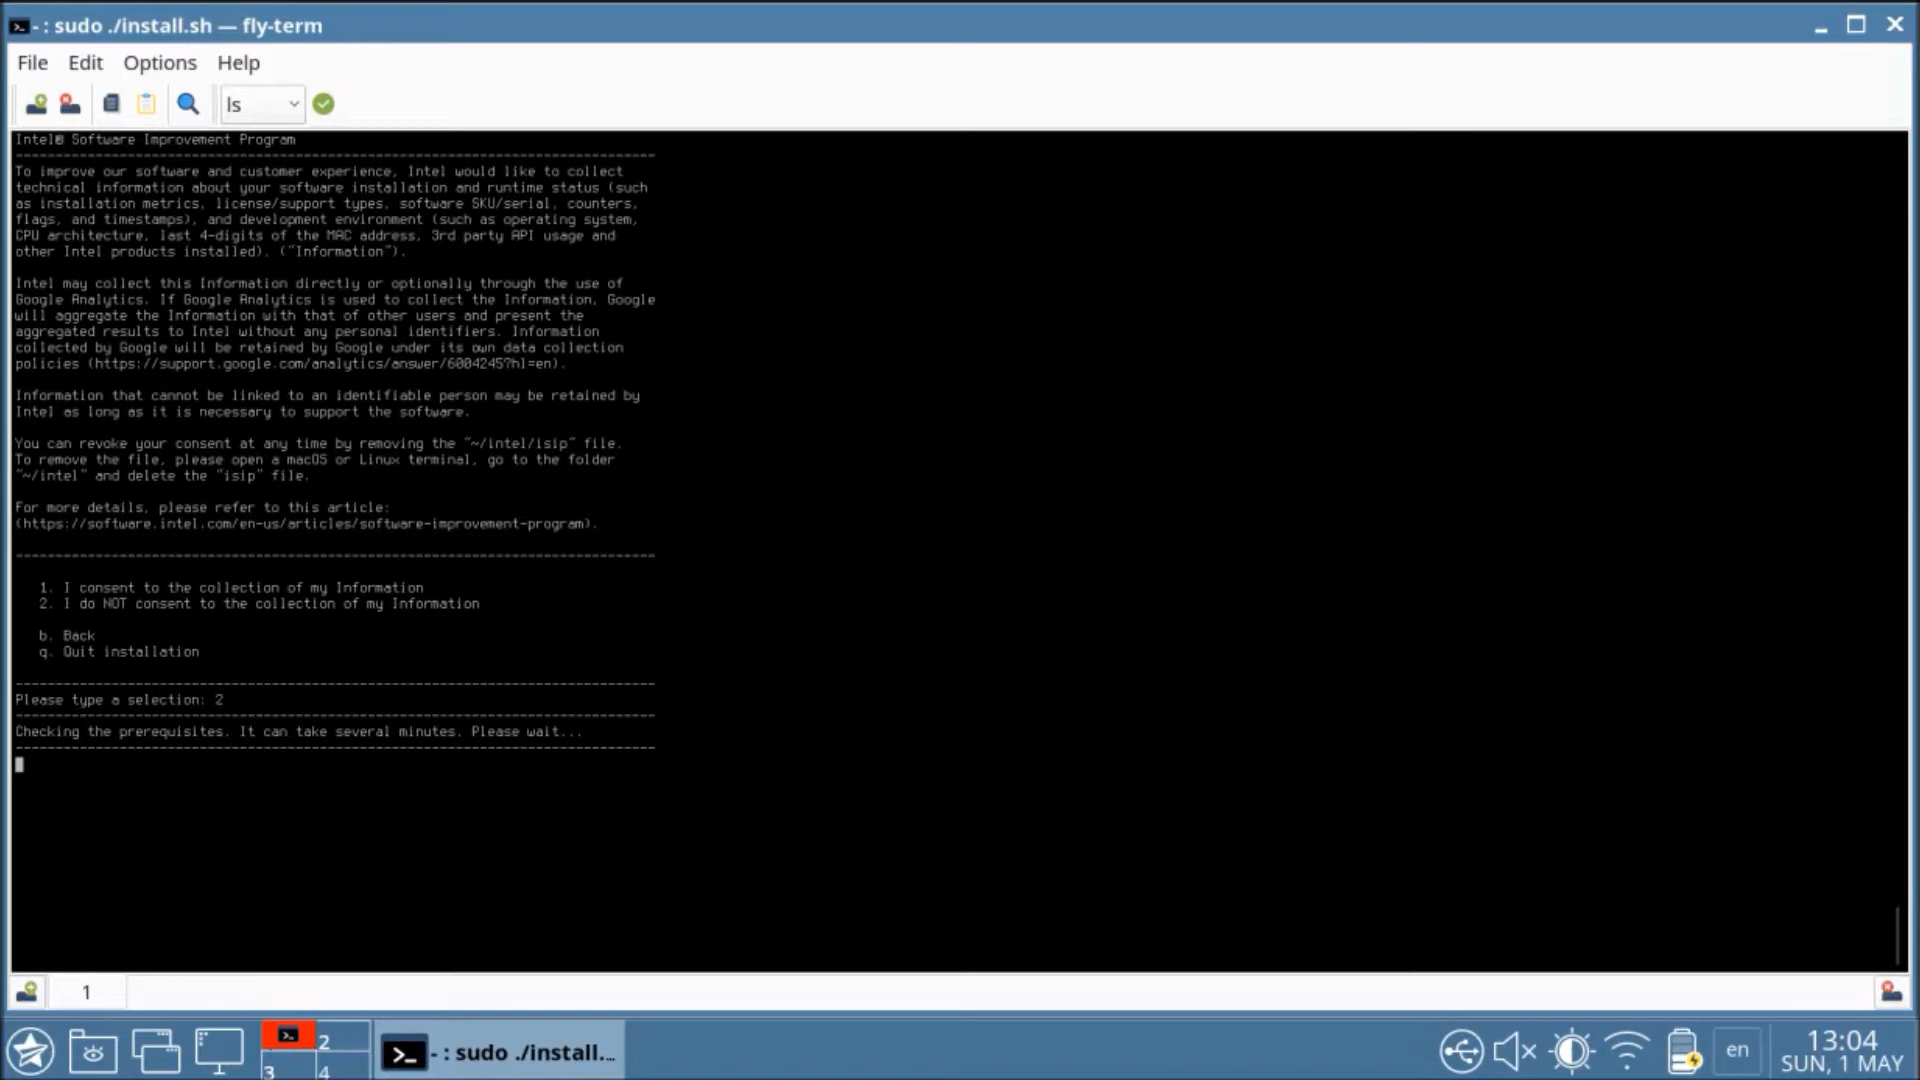 - : sudo ./install.sh — fly-term
File Edit Options Help
ls
Intel® Software Improvement Program
--------------------------------------------------------------------------------
To improve our software and customer experience, Intel would like to collect
technical information about your software installation and runtime status (such
as installation metrics, license/support types, software SKU/serial, counters,
flags, and timestamps), and development environment (such as operating system,
CPU architecture, last 4-digits of the MAC address, 3rd party API usage and
other Intel products installed). ("Information").
Intel may collect this Information directly or optionally through the use of
Google Analytics. If Google Analytics is used to collect the Information, Google
will aggregate the Information with that of other users and present the
aggregated results to Intel without any personal identifiers. Information
collected by Google will be retained by Google under its own data collection
policies (https://support.google.com/analytics/answer/6004245?hl=en).
Information that cannot be linked to an identifiable person may be retained by
Intel as long as it is necessary to support the software.
You can revoke your consent at any time by removing the "~/intel/isip" file.
To remove the file, please open a macOS or Linux terminal, go to the folder
"~/intel" and delete the "isip" file.
For more details, please refer to this article:
(https://software.intel.com/en-us/articles/software-improvement-program).
--------------------------------------------------------------------------------
1. I consent to the collection of my Information
2. I do NOT consent to the collection of my Information
b. Back
q. Quit installation
--------------------------------------------------------------------------------
Please type a selection: 2
--------------------------------------------------------------------------------
Checking the prerequisites. It can take several minutes. Please wait...
--------------------------------------------------------------------------------
1
2
3 4
- : sudo ./install....
en
13:04
SUN, 1 MAY